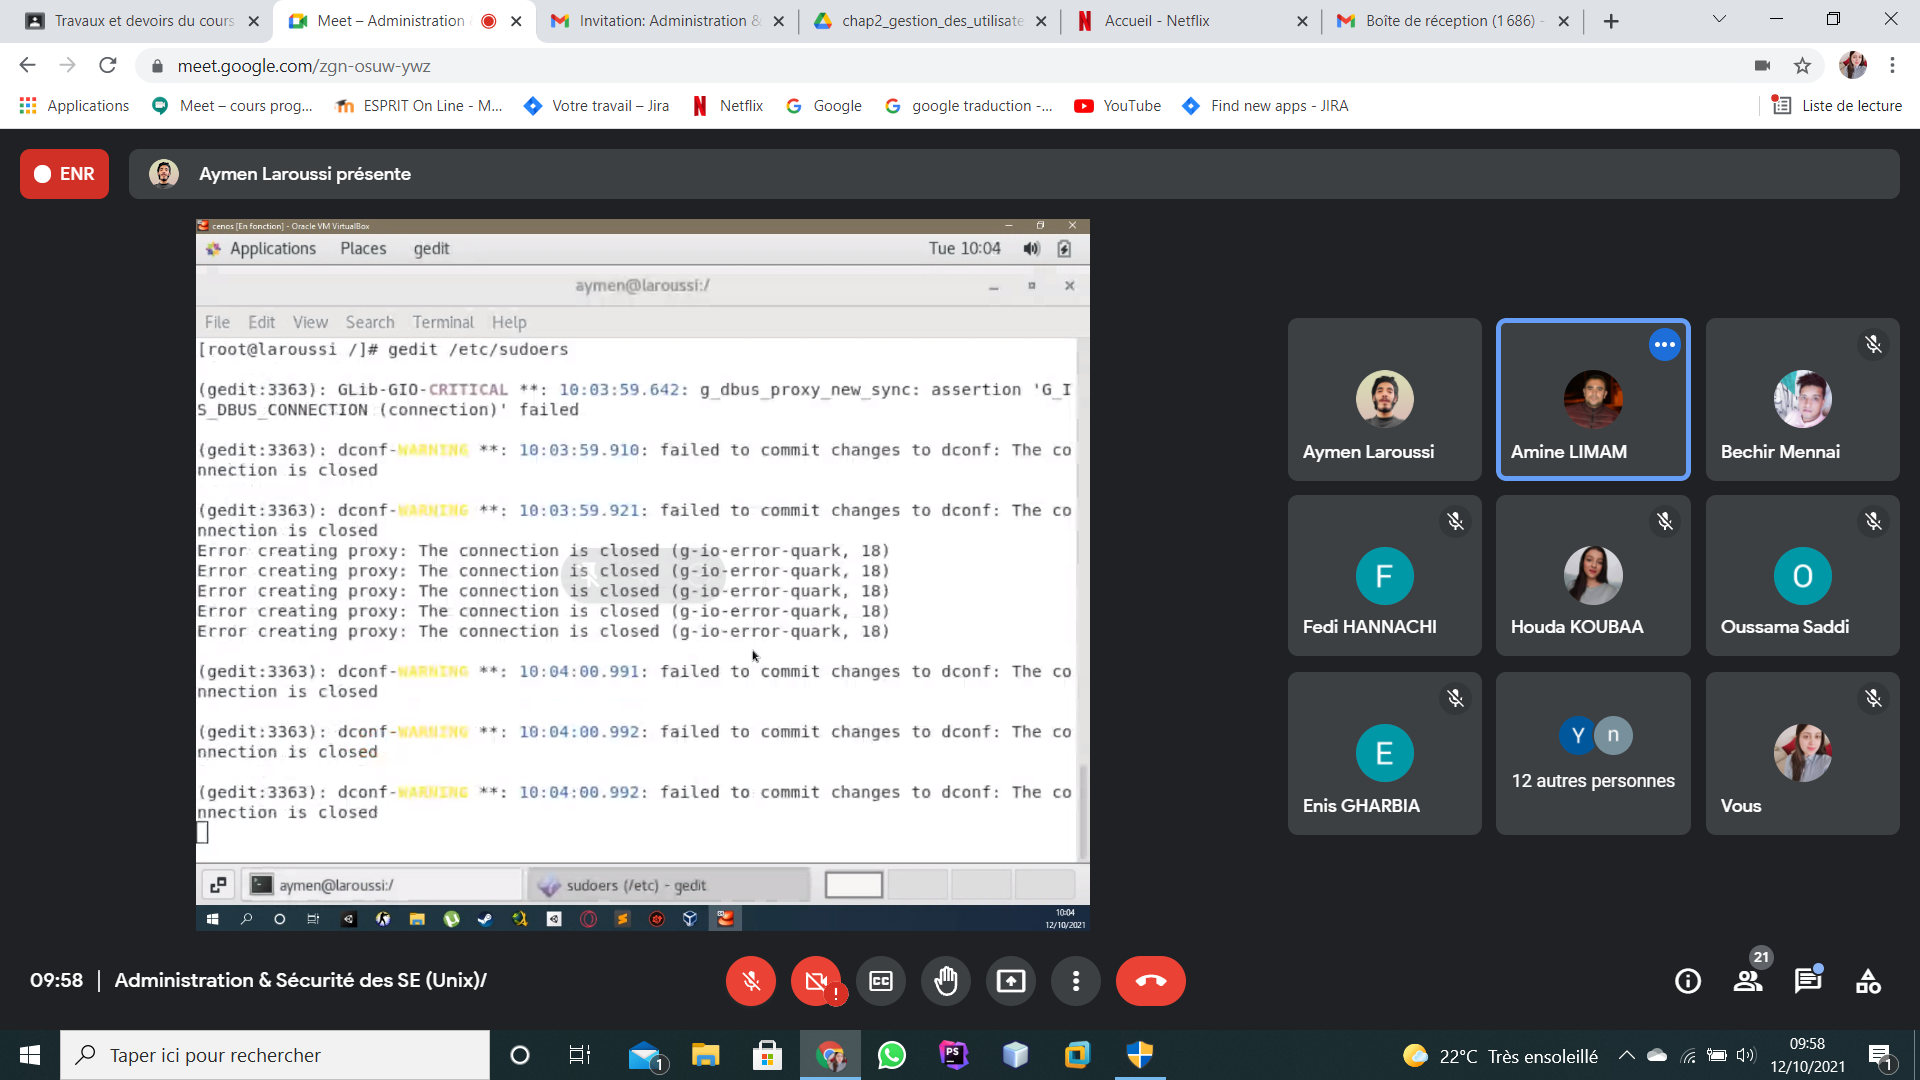 Travaux et devoirs du cours
Meet – Administration
Invitation: Administration &
chap2_gestion_des_utilisate
Accueil - Netflix
Boîte de réception (1 686) -
meet.google.com/zgn-osuw-ywz
Applications
Meet – cours prog...
ESPRIT On Line - M...
Votre travail – Jira
Netflix
Google
google traduction -...
YouTube
Find new apps - JIRA
Liste de lecture
ENR
Aymen Laroussi présente
cenos [En fonction] - Oracle VM VirtualBox
Applications Places gedit Tue 10:04
aymen@laroussi:/
File Edit View Search Terminal Help
[root@laroussi /]# gedit /etc/sudoers
(gedit:3363): GLib-GIO-CRITICAL **: 10:03:59.642: g_dbus_proxy_new_sync: assertion 'G_I
S_DBUS_CONNECTION (connection)' failed
(gedit:3363): dconf-WARNING **: 10:03:59.910: failed to commit changes to dconf: The co
nnection is closed
(gedit:3363): dconf-WARNING **: 10:03:59.921: failed to commit changes to dconf: The co
nnection is closed
Error creating proxy: The connection is closed (g-io-error-quark, 18)
Error creating proxy: The connection is closed (g-io-error-quark, 18)
Error creating proxy: The connection is closed (g-io-error-quark, 18)
Error creating proxy: The connection is closed (g-io-error-quark, 18)
Error creating proxy: The connection is closed (g-io-error-quark, 18)
(gedit:3363): dconf-WARNING **: 10:04:00.991: failed to commit changes to dconf: The co
nnection is closed
(gedit:3363): dconf-WARNING **: 10:04:00.992: failed to commit changes to dconf: The co
nnection is closed
(gedit:3363): dconf-WARNING **: 10:04:00.992: failed to commit changes to dconf: The co
nnection is closed
aymen@laroussi:/
sudoers (/etc) - gedit
10:04
12/10/2021
Aymen Laroussi
Amine LIMAM
Bechir Mennai
F
Fedi HANNACHI
Houda KOUBAA
O
Oussama Saddi
E
Enis GHARBIA
Y n
12 autres personnes
Vous
09:58 | Administration & Sécurité des SE (Unix)/
21
Taper ici pour rechercher
1
PS
22°C Très ensoleillé
09:58
12/10/2021
1